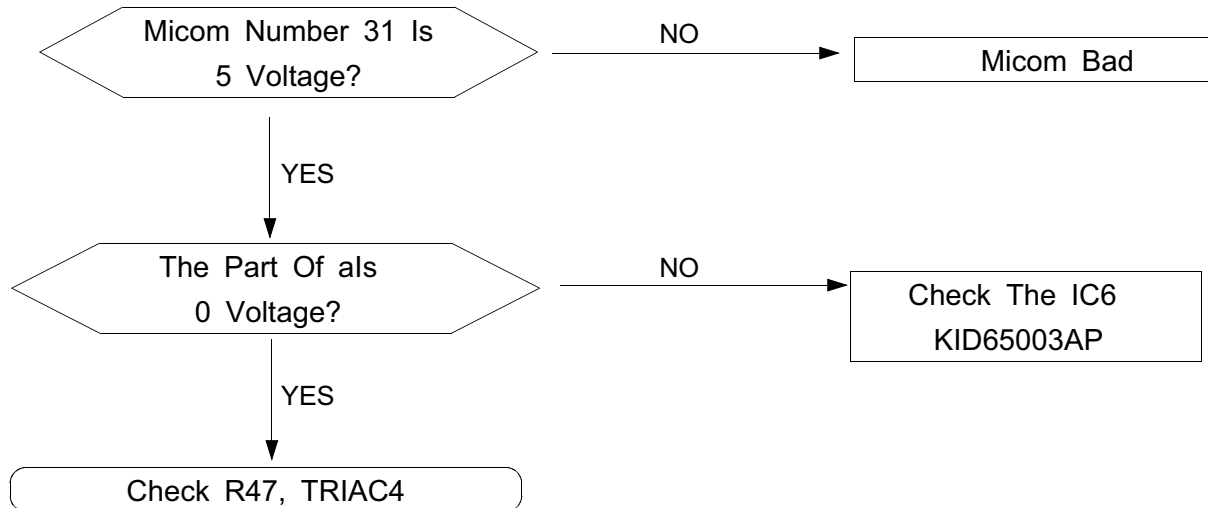 Micom Number 31 Is
5 Voltage?
NO
Micom Bad
YES
The Part Of aIs
0 Voltage?
NO
Check The IC6
KID65003AP
YES
Check R47, TRIAC4